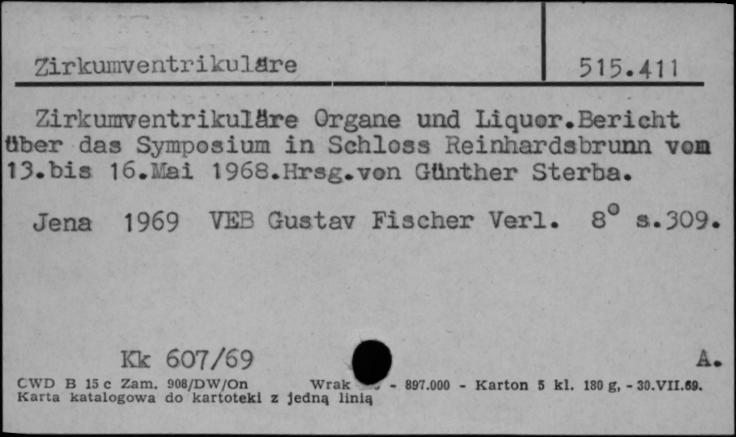 Zirkumventrikuläre 515.411
Zirkumventrikuläre Organe und Liquor.Bericht
über das Symposium in Schloss Reinhardsbrunn vom
13.bis 16.Mai 1968.Hrsg.von Günther Sterba.
Jena 1969 VEB Gustav Fischer Verl. 8° s.309.
Kk 607/69 A.
CWD B 15 c Zam. 908/DW/On Wrak - 897.000 - Karton 5 kl. 180 g, - 30.VII.69.
Karta katalogowa do kartoteki z jedną linią